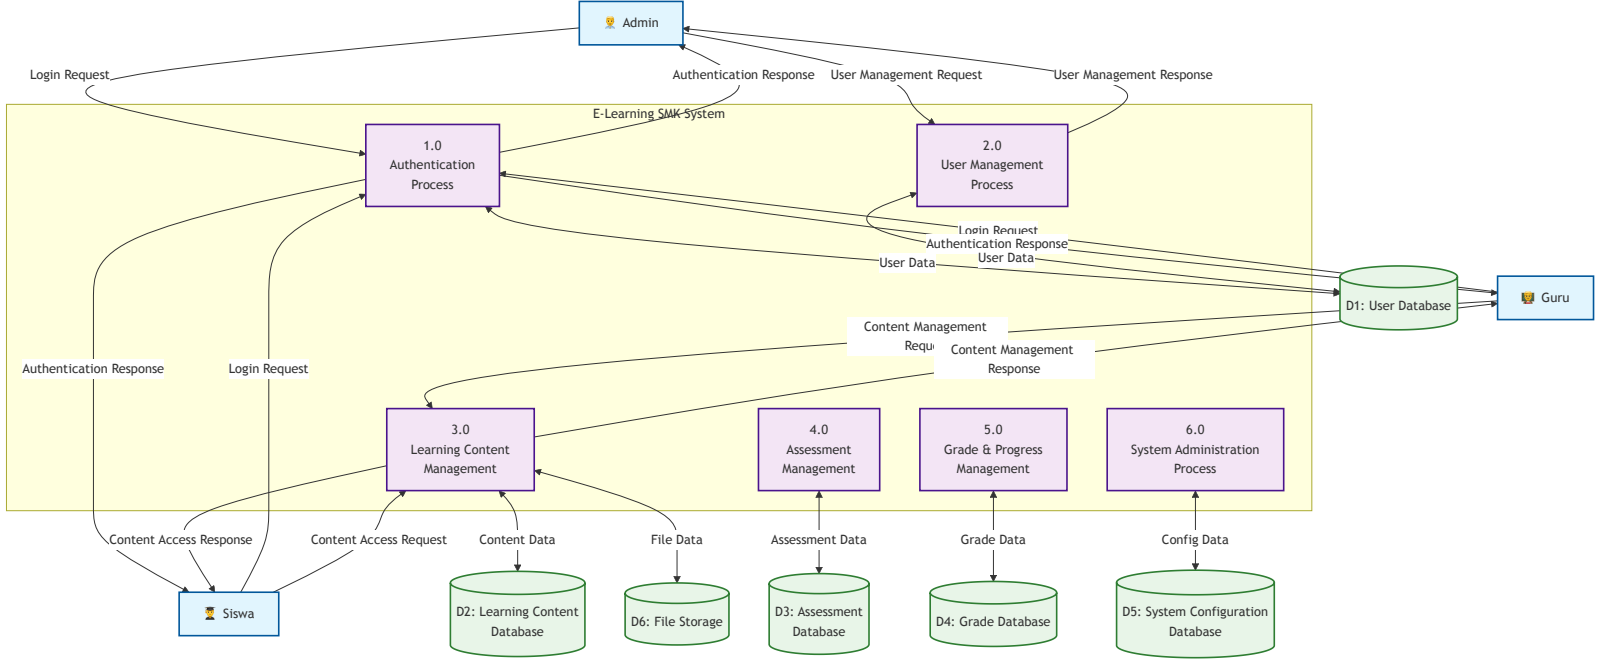 👨‍💼 Admin
Login Request
Authentication Response
User Management Request
User Management Response
E-Learning SMK System
1.0
Authentication
Process
2.0
User Management
Process
Login Request
Authentication Response
User Data
User Data
D1: User Database
👩‍🏫 Guru
Content Management
Content Management
Response
Authentication Response
Login Request
3.0
Learning Content
Management
4.0
Assessment
Management
5.0
Grade & Progress
Management
6.0
System Administration
Process
Content Access Response
Content Access Request
Content Data
File Data
Assessment Data
Grade Data
Config Data
👨‍🎓 Siswa
D2: Learning Content
Database
D6: File Storage
D3: Assessment
Database
D4: Grade Database
D5: System Configuration
Database